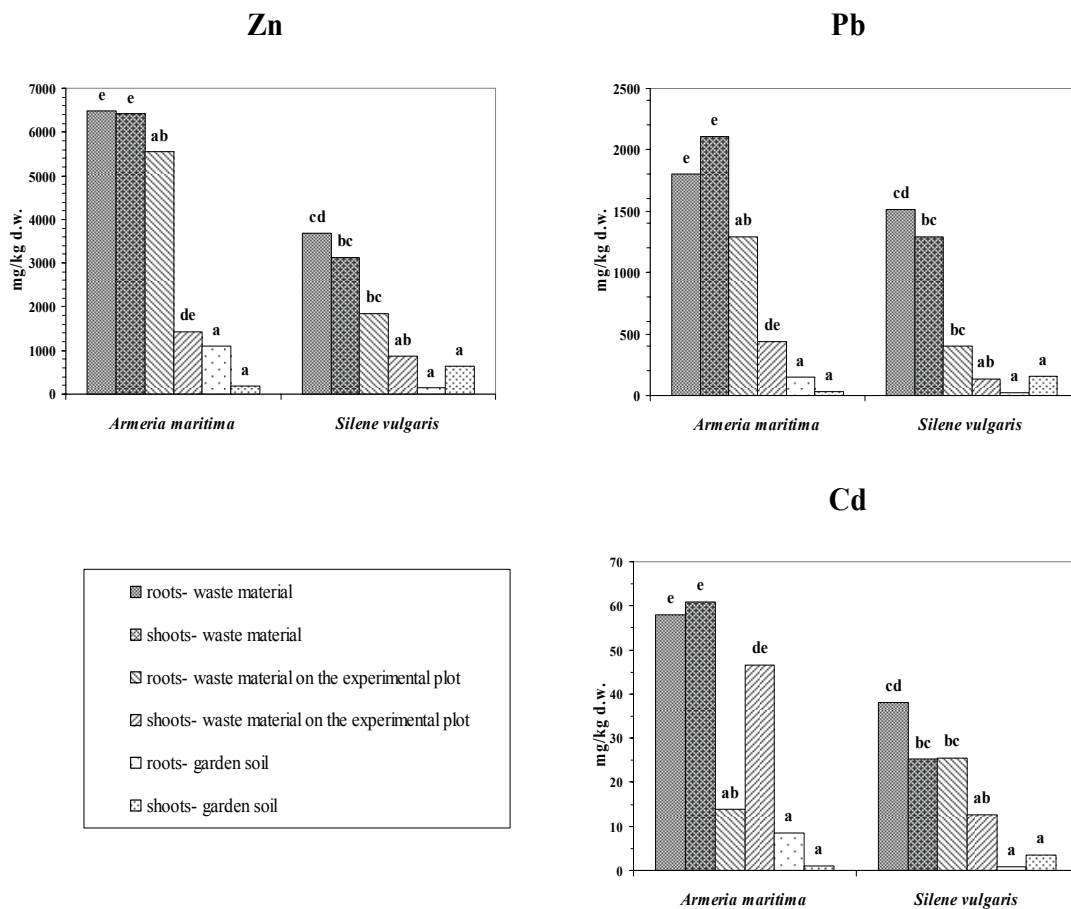 Zn
7000
6000
5000
4000
3000
2000
1000
0
mg/kg d.w.
e e ab de a a
cd bc bc ab a a
Armeria maritima Silene vulgaris
Pb
2500
2000
1500
1000
500
0
mg/kg d.w.
e e ab de a a
cd bc bc ab a a
Armeria maritima Silene vulgaris
roots- waste material
shoots- waste material
roots- waste material on the experimental plot
shoots- waste material on the experimental plot
roots- garden soil
shoots- garden soil
Cd
70
60
50
40
30
20
10
0
mg/kg d.w.
e e ab de a a
cd bc bc ab a a
Armeria maritima Silene vulgaris